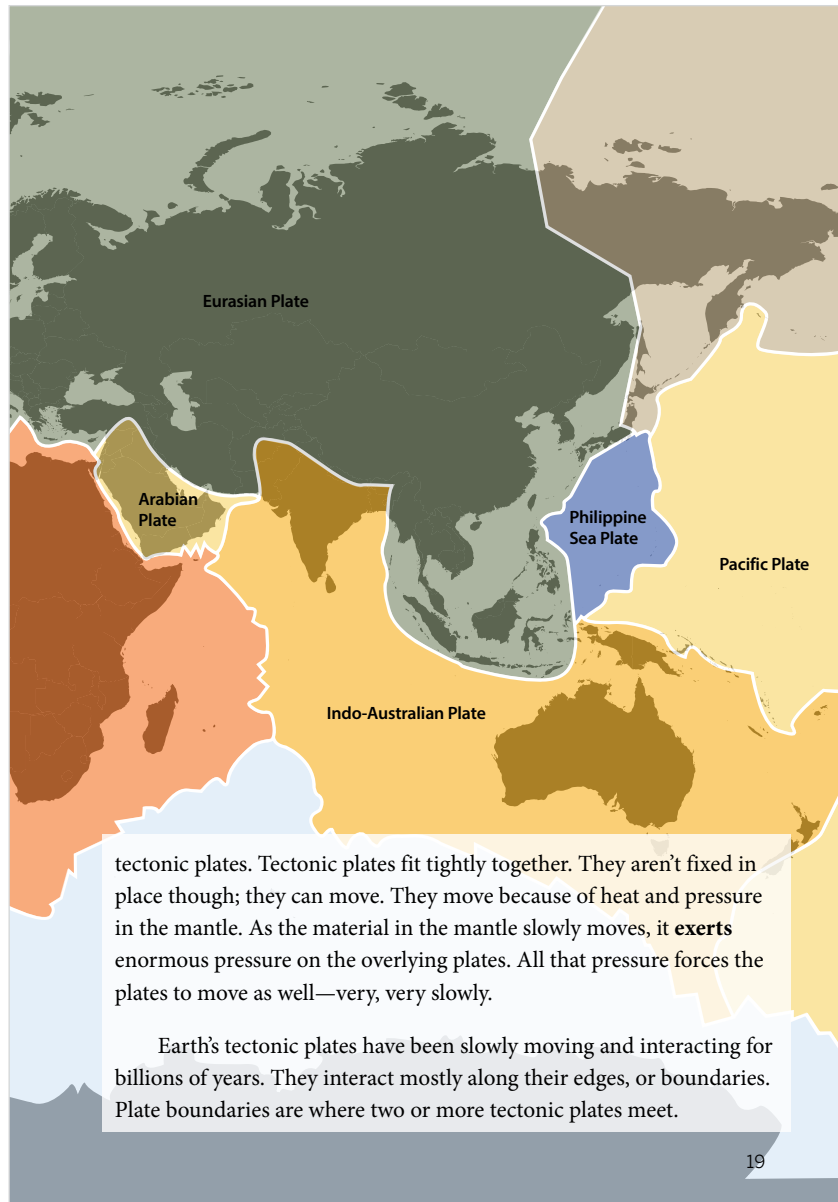 Eurasian Plate
Arabian
Plate
Philippine
Sea Plate
Pacific Plate
Indo-Australian Plate
tectonic plates. Tectonic plates fit tightly together. They aren’t fixed in
place though; they can move. They move because of heat and pressure
in the mantle. As the material in the mantle slowly moves, it exerts
enormous pressure on the overlying plates. All that pressure forces the
plates to move as well—very, very slowly.
Earth’s tectonic plates have been slowly moving and interacting for
billions of years. They interact mostly along their edges, or boundaries.
Plate boundaries are where two or more tectonic plates meet.
19